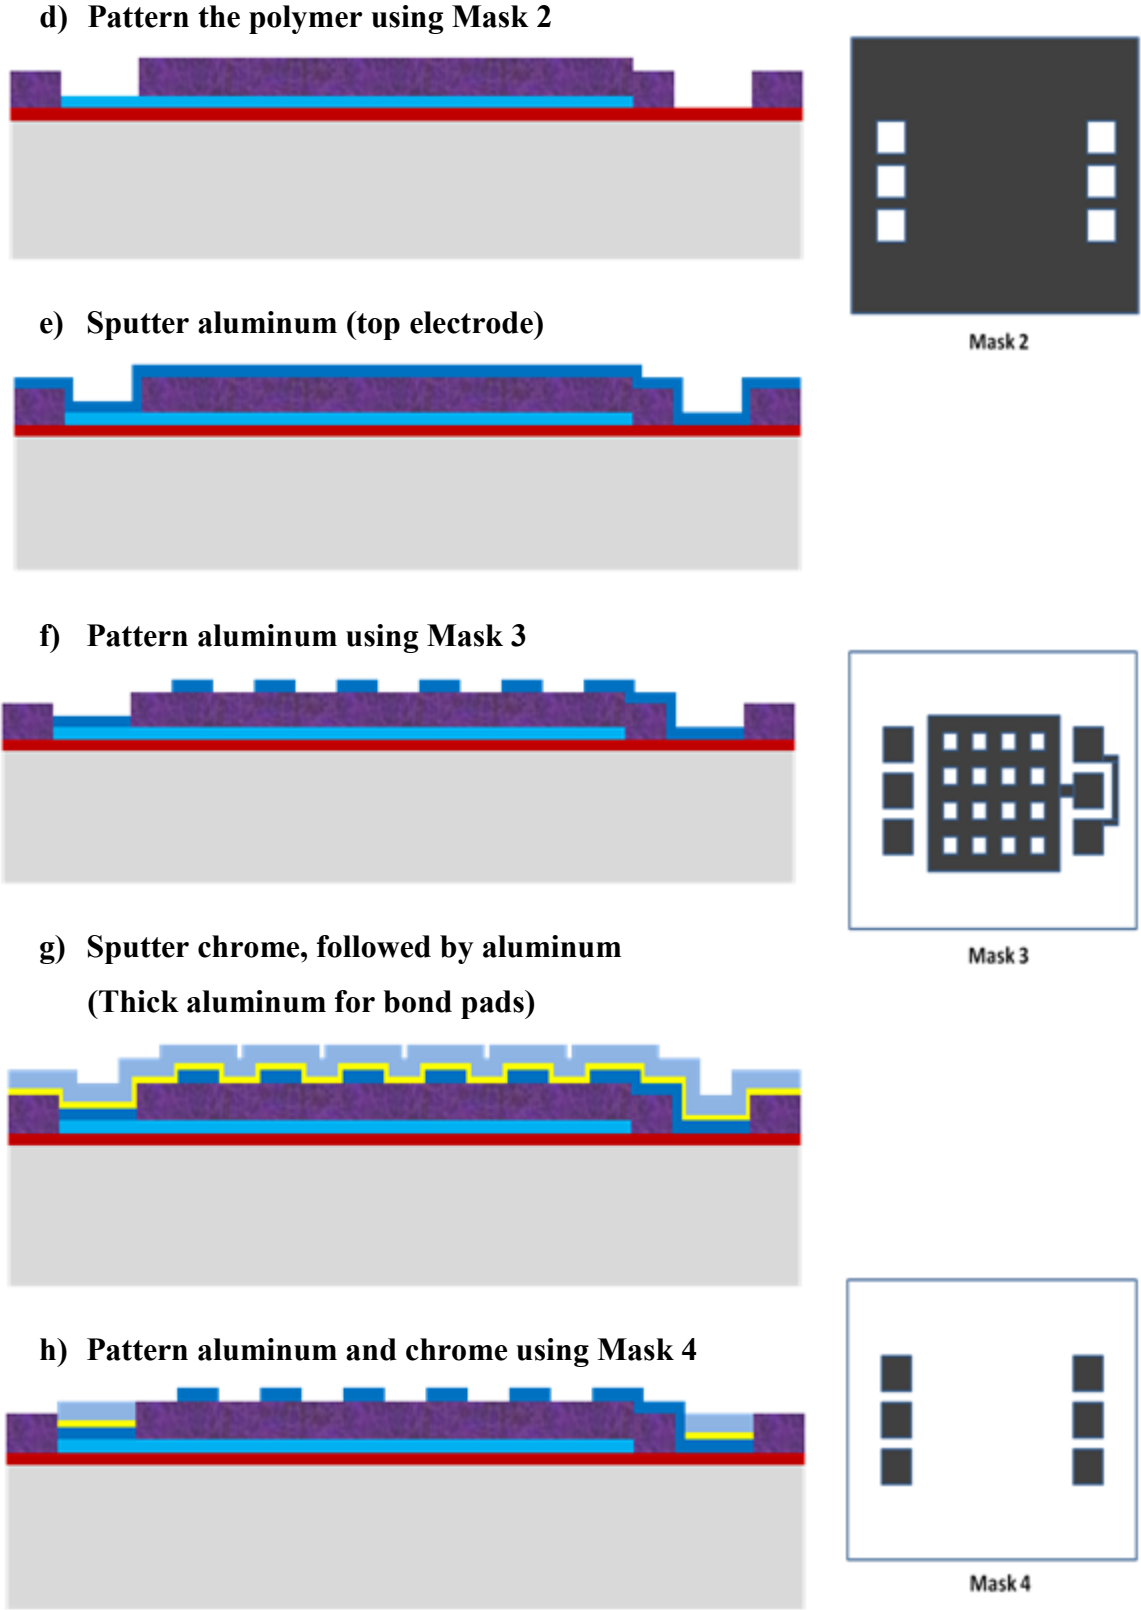 d) Pattern the polymer using Mask 2
Mask 2
e) Sputter aluminum (top electrode)
f) Pattern aluminum using Mask 3
Mask 3
g) Sputter chrome, followed by aluminum
(Thick aluminum for bond pads)
h) Pattern aluminum and chrome using Mask 4
Mask 4